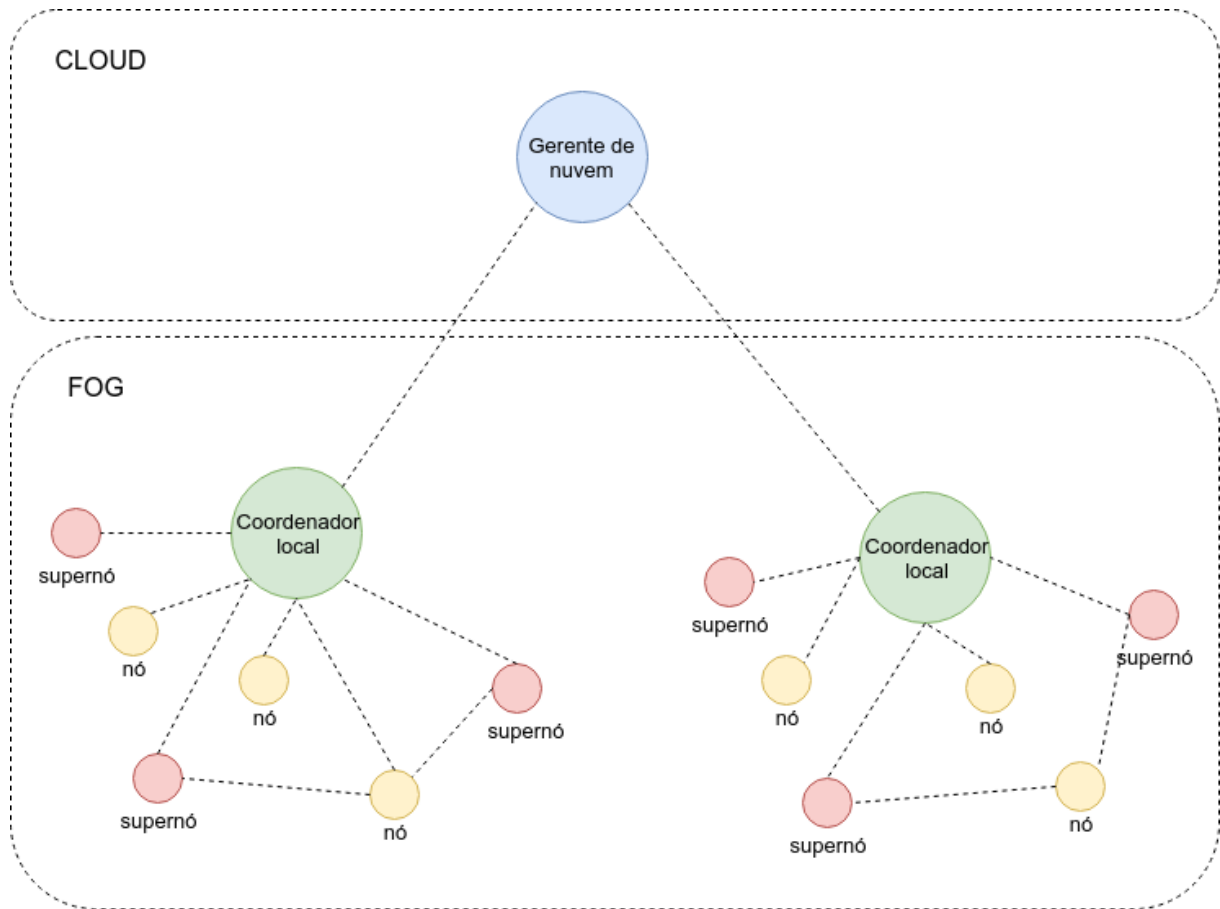 CLOUD
Gerente de
nuvem
FOG
Coordenador
local
supernó
nó
nó
supernó
supernó
nó
Coordenador
local
supernó
supernó
nó
nó
supernó
nó